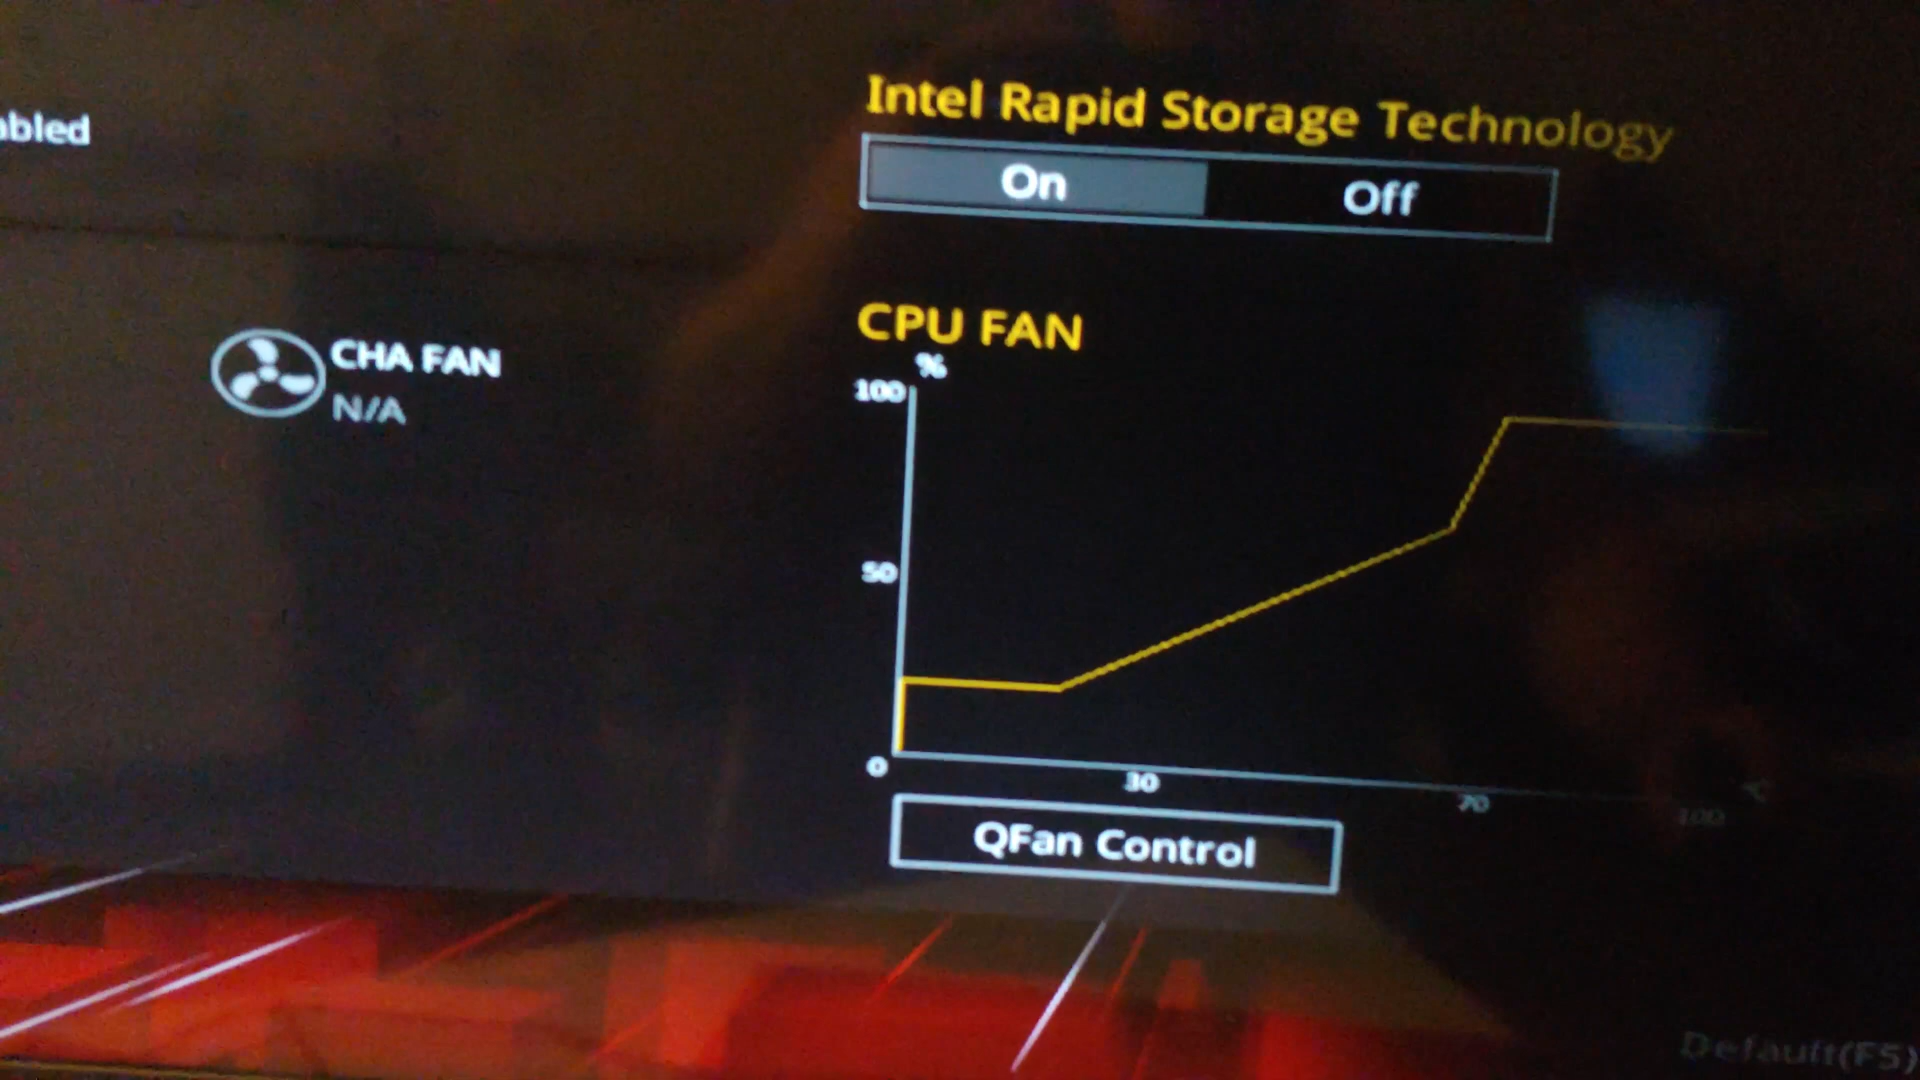 abled
Intel Rapid Storage Technology
On Off
CHA FAN
N/A
CPU FAN
%
100
50
0
30 70 100
QFan Control
Default(F5)